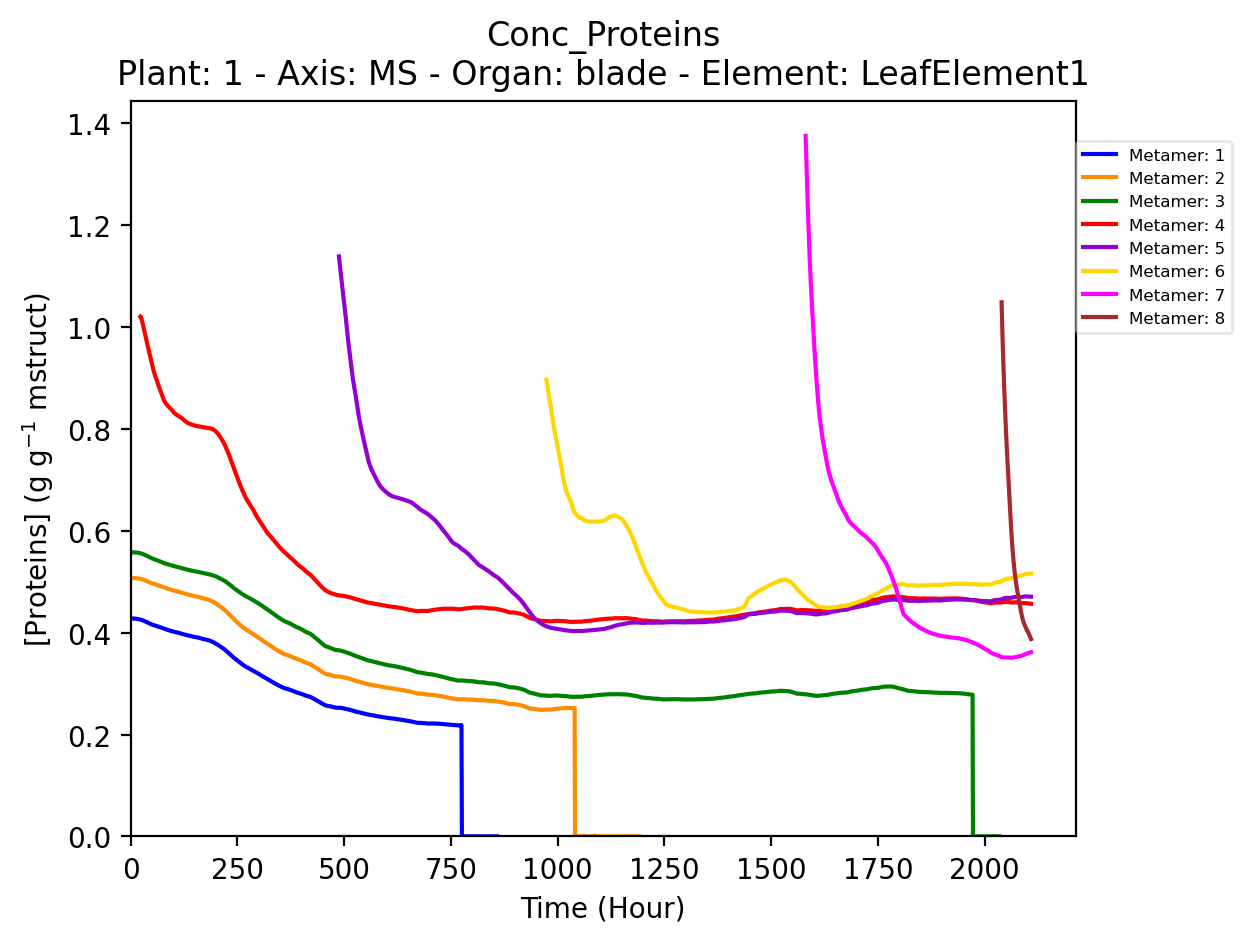 Conc_Proteins
Plant: 1 - Axis: MS - Organ: blade - Element: LeafElement1
[Proteins] (g g⁻¹ mstruct)
1.4
1.2
1.0
0.8
0.6
0.4
0.2
0.0
0 250 500 750 1000 1250 1500 1750 2000
Time (Hour)
Metamer: 1
Metamer: 2
Metamer: 3
Metamer: 4
Metamer: 5
Metamer: 6
Metamer: 7
Metamer: 8